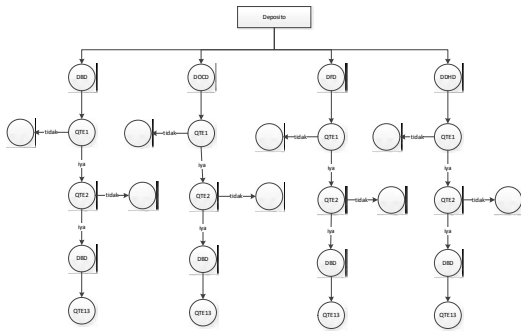 Deposito
DBD DOCD DTD DDHD
QTE1 tidak QTE1 tidak QTE1 tidak QTE1 tidak
Iya Iya Iya Iya
QTE2 tidak QTE2 tidak QTE2 tidak QTE2 tidak
Iya Iya Iya Iya
DBD DBD DBD DBD
QTE13 QTE13 QTE13 QTE13